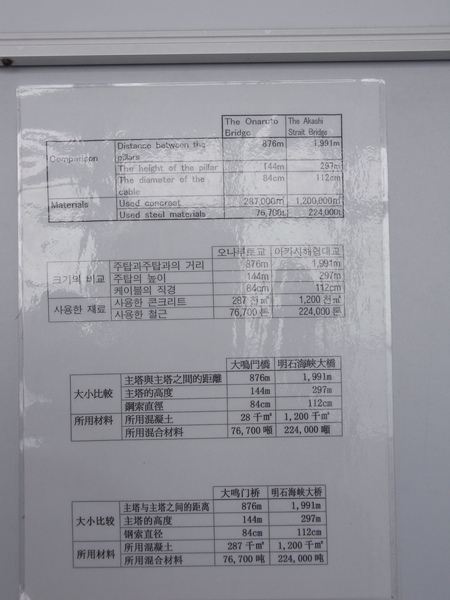 The Onaruto Bridge The Akashi Strait Bridge
Comparison Distance between the pillars 876m 1,991m
The height of the pillar 144m 297m
The diameter of the cable 84cm 112cm
Materials Used concreat 287,000㎥ 1,200,000㎥
Used steel materials 76,700t 224,000t
오나루토교 아카시해협대교
크기의 비교 주탑과주탑과의 거리 876m 1,991m
주탑의 높이 144m 297m
케이블의 직경 84cm 112cm
사용한 재료 사용한 콘크리트 287 천㎥ 1,200 천㎥
사용한 철근 76,700 톤 224,000 톤
大鳴門橋 明石海峽大橋
大小比較 主塔與主塔之間的距離 876m 1,991m
主塔的高度 144m 297m
鋼索直徑 84cm 112cm
所用材料 所用混凝土 28 千㎥ 1,200 千㎥
所用混合材料 76,700 噸 224,000 噸
大鸣门桥 明石海峡大桥
大小比较 主塔与主塔之间的距离 876m 1,991m
主塔的高度 144m 297m
钢索直径 84cm 112cm
所用材料 所用混凝土 287 千㎥ 1,200 千㎥
所用混合材料 76,700 吨 224,000 吨